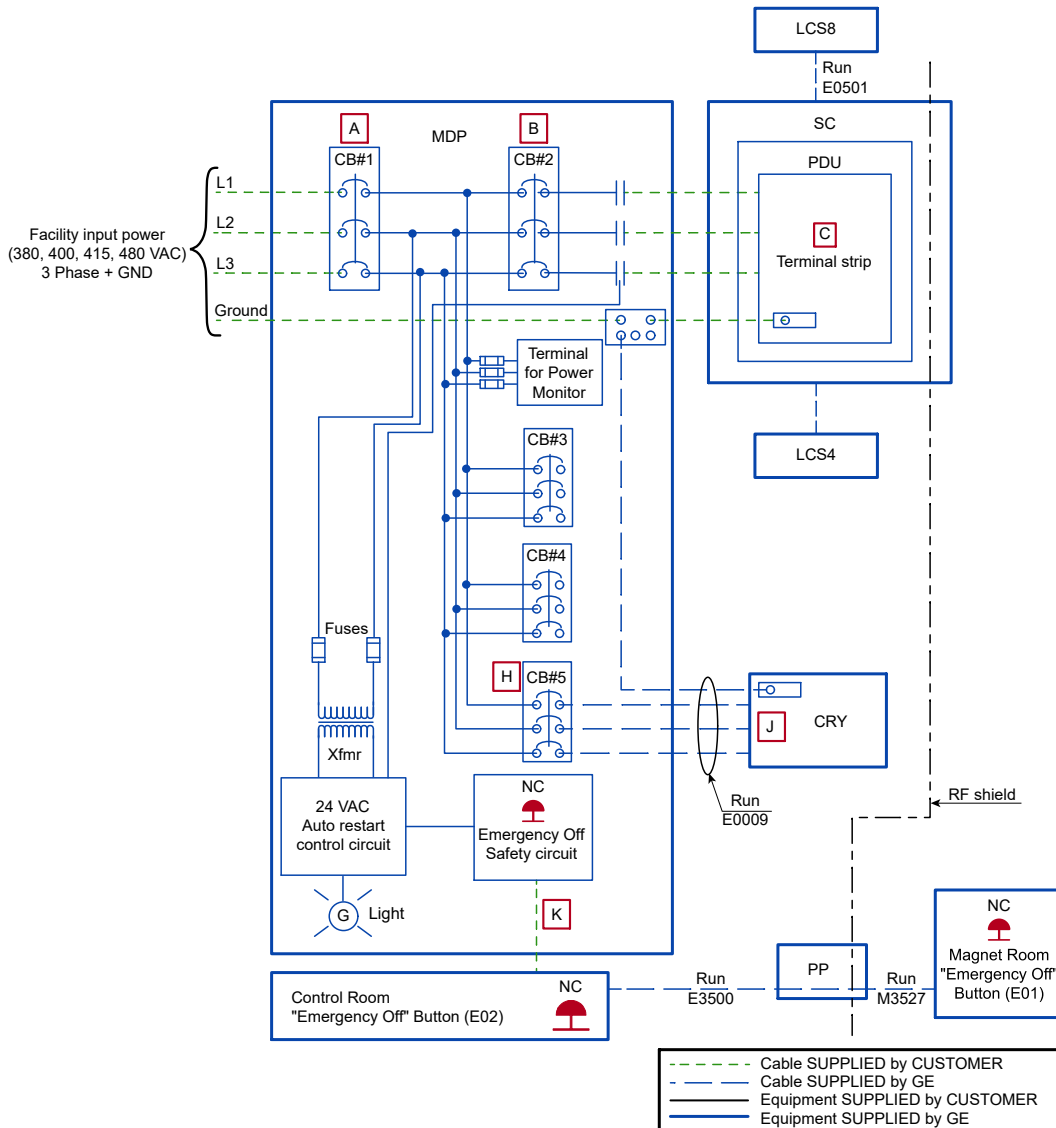 LCS8
Run
E0501
A
B
MDP
SC
CB#1
CB#2
PDU
L1
L2
L3
Facility input power
(380, 400, 415, 480 VAC)
3 Phase + GND
C
Terminal strip
Ground
Terminal
for Power
Monitor
CB#3
LCS4
CB#4
Fuses
H
CB#5
J
CRY
Xfmr
Run
E0009
RF shield
24 VAC
Auto restart
control circuit
NC
Emergency Off
Safety circuit
G
Light
K
NC
Magnet Room
"Emergency Off"
Button (E01)
PP
Control Room
"Emergency Off" Button (E02)
NC
Run
E3500
Run
M3527
Cable SUPPLIED by CUSTOMER
Cable SUPPLIED by GE
Equipment SUPPLIED by CUSTOMER
Equipment SUPPLIED by GE